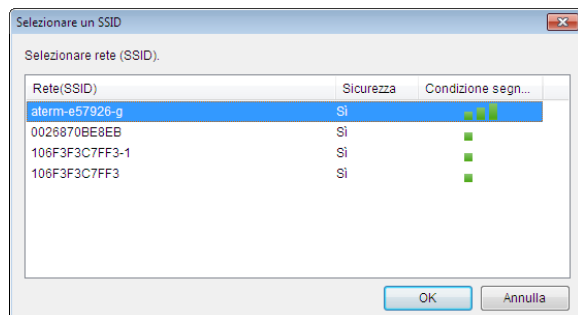 Selezionare un SSID
Selezionare rete (SSID).
Rete(SSID) Sicurezza Condizione segn...
aterm-e57926-g Sì
0026870BE8EB Sì
106F3F3C7FF3-1 Sì
106F3F3C7FF3 Sì
OK Annulla